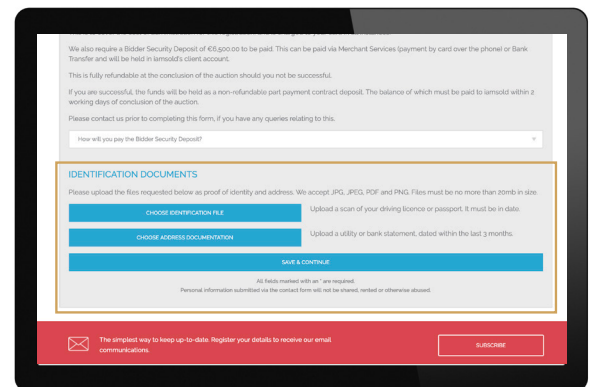 We also require a Bidder Security Deposit of €6,500.00 to be paid. This can be paid via Merchant Services (payment by card over the phone) or Bank
Transfer and will be held in iamsold's client account.
This is fully refundable at the conclusion of the auction should you not be successful.
If you are successful, the funds will be held as a non-refundable part payment contract deposit. The balance of which must be paid to iamsold within 2
working days of conclusion of the auction.
Please contact us prior to completing this form, if you have any queries relating to this.
How will you pay the Bidder Security Deposit?
IDENTIFICATION DOCUMENTS
Please upload the files requested below as proof of identity and address. We accept JPG, JPEG, PDF and PNG. Files must be no more than 20mb in size
CHOOSE IDENTIFICATION FILE
Upload a scan of your driving licence or passport. It must be in date.
CHOOSE ADDRESS DOCUMENTATION
Upload a utility or bank statement, dated within the last 3 months.
SAVE & CONTINUE
All fields marked with an * are required.
Personal information submitted via the contact form will not be shared, rented or otherwise abused.
The simplest way to keep up-to-date. Register your details to receive our email
communications.
SUBSCRIBE